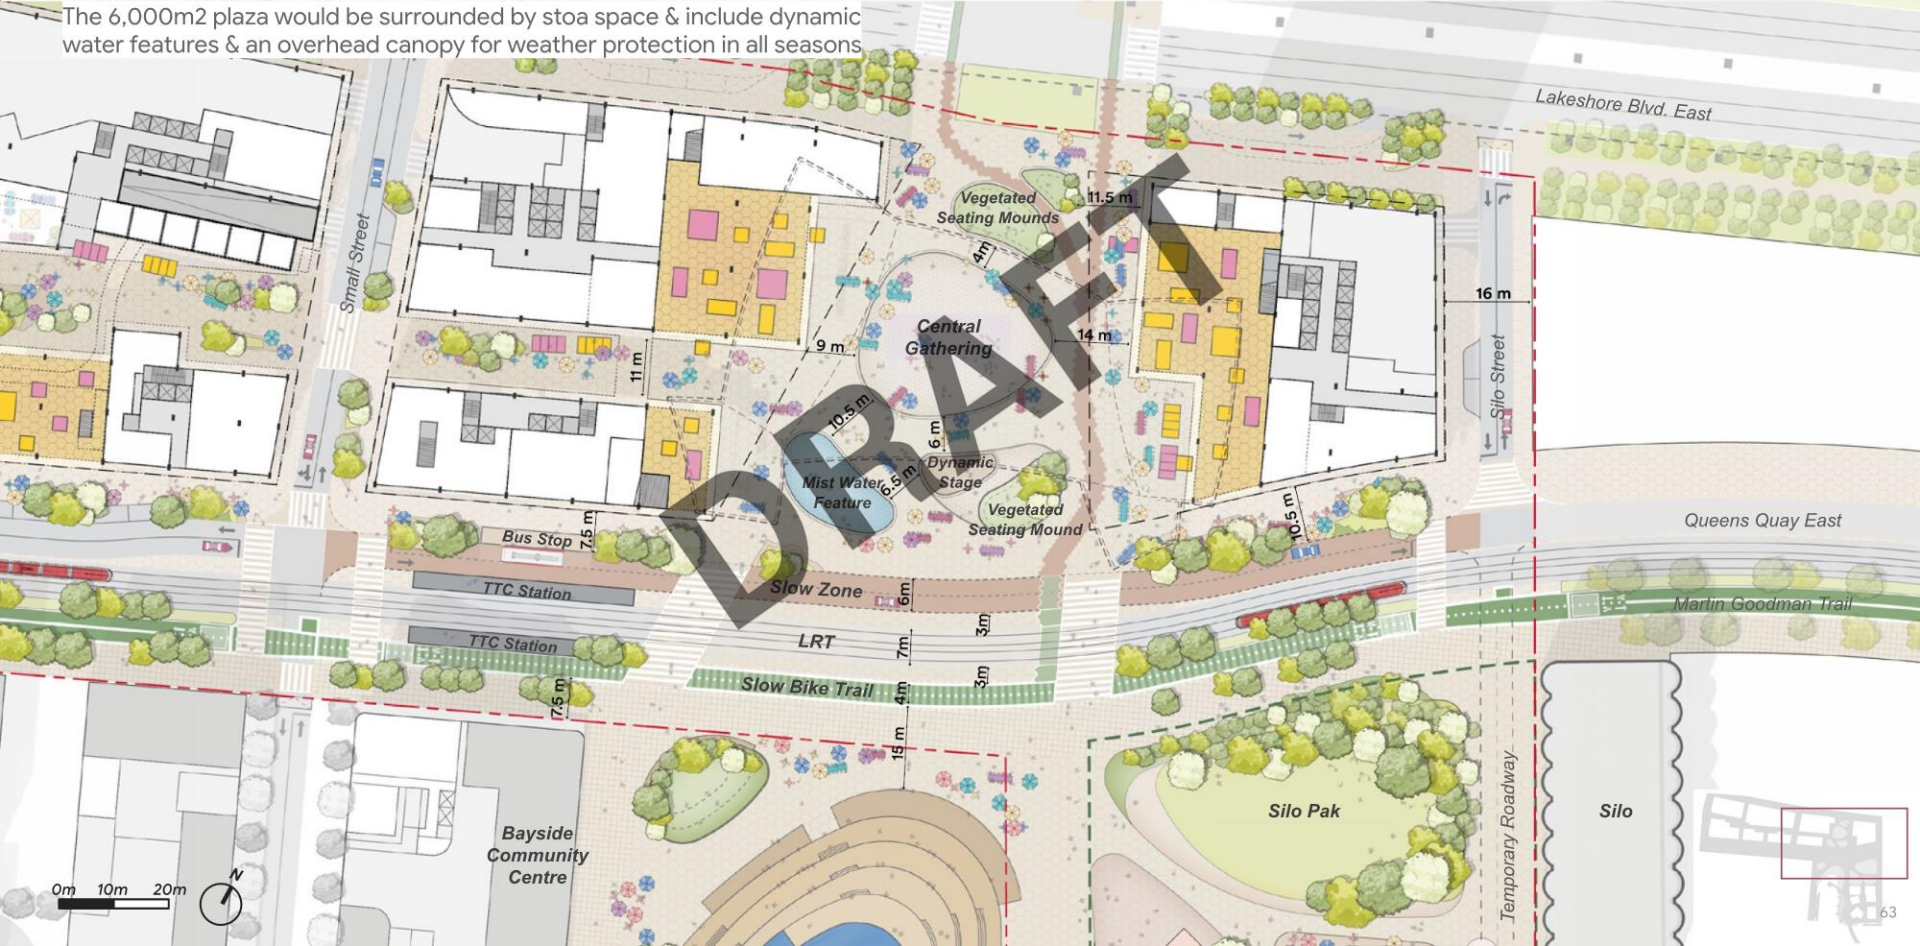 The 6,000m2 plaza would be surrounded by stoa space & include dynamic
water features & an overhead canopy for weather protection in all seasons
Lakeshore Blvd. East
Small Street
Vegetated
Seating Mounds
11.5 m
4m
16 m
Central
Gathering
14 m
9 m
11 m
Silo Street
10.5 m
6 m
Dynamic
Stage
Mist Water
Feature
6.5 m
Vegetated
Seating Mound
DRAFT
10.5 m
Queens Quay East
Bus Stop
7.5 m
TTC Station
Slow Zone
6m
Martin Goodman Trail
3m
TTC Station
LRT
7m
3m
Slow Bike Trail
4m
7.5 m
15 m
Silo Pak
Silo
Temporary Roadway
Bayside
Community
Centre
0m 10m 20m
N
63